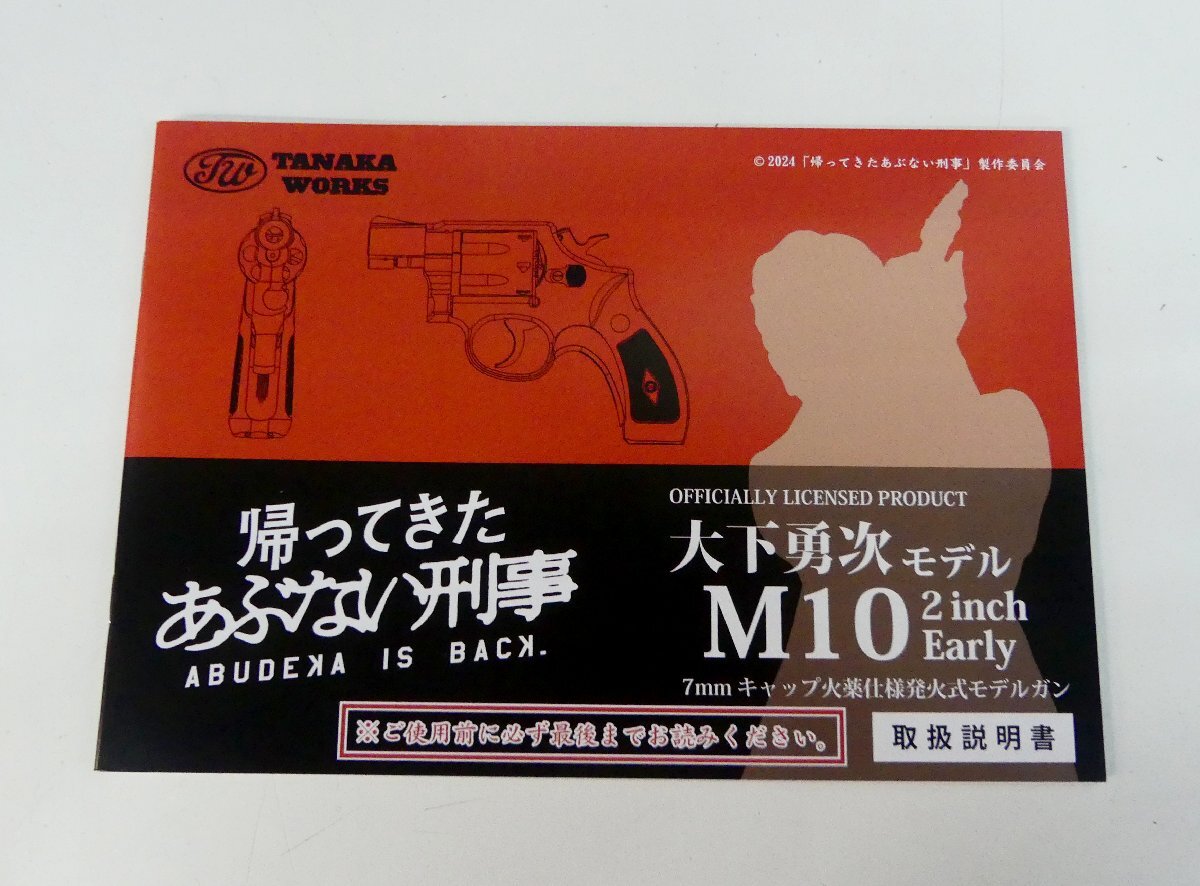 TW TANAKA
WORKS
© 2024「帰ってきたあぶない刑事」製作委員会
帰ってきた
あぶない刑事
ABUDEKA IS BACK.
OFFICIALLY LICENSED PRODUCT
大下勇次 モデル
M10 2 inch
Early
7mm キャップ火薬仕様発火式モデルガン
※ご使用前に必ず最後までお読みください。
取扱説明書